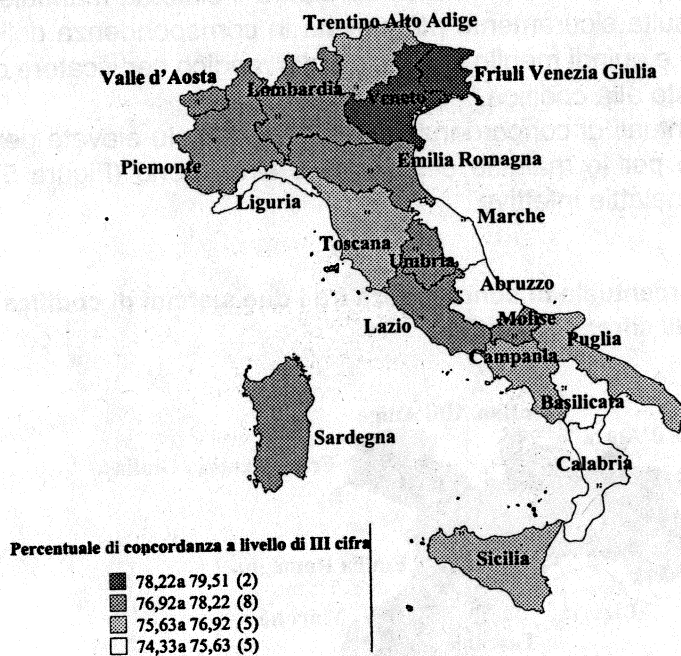 Trentino Alto Adige
Valle d'Aosta
Lombardia
Friuli Venezia Giulia
Veneto
Piemonte
Emilia Romagna
Liguria
Marche
Toscana
Umbria
Abruzzo
Lazio
Molise
Puglia
Campania
Basilicata
Sardegna
Calabria
Sicilia
Percentuale di concordanza a livello di III cifra
78,22 a 79,51 (2)
76,92 a 78,22 (8)
75,63 a 76,92 (5)
74,33 a 75,63 (5)